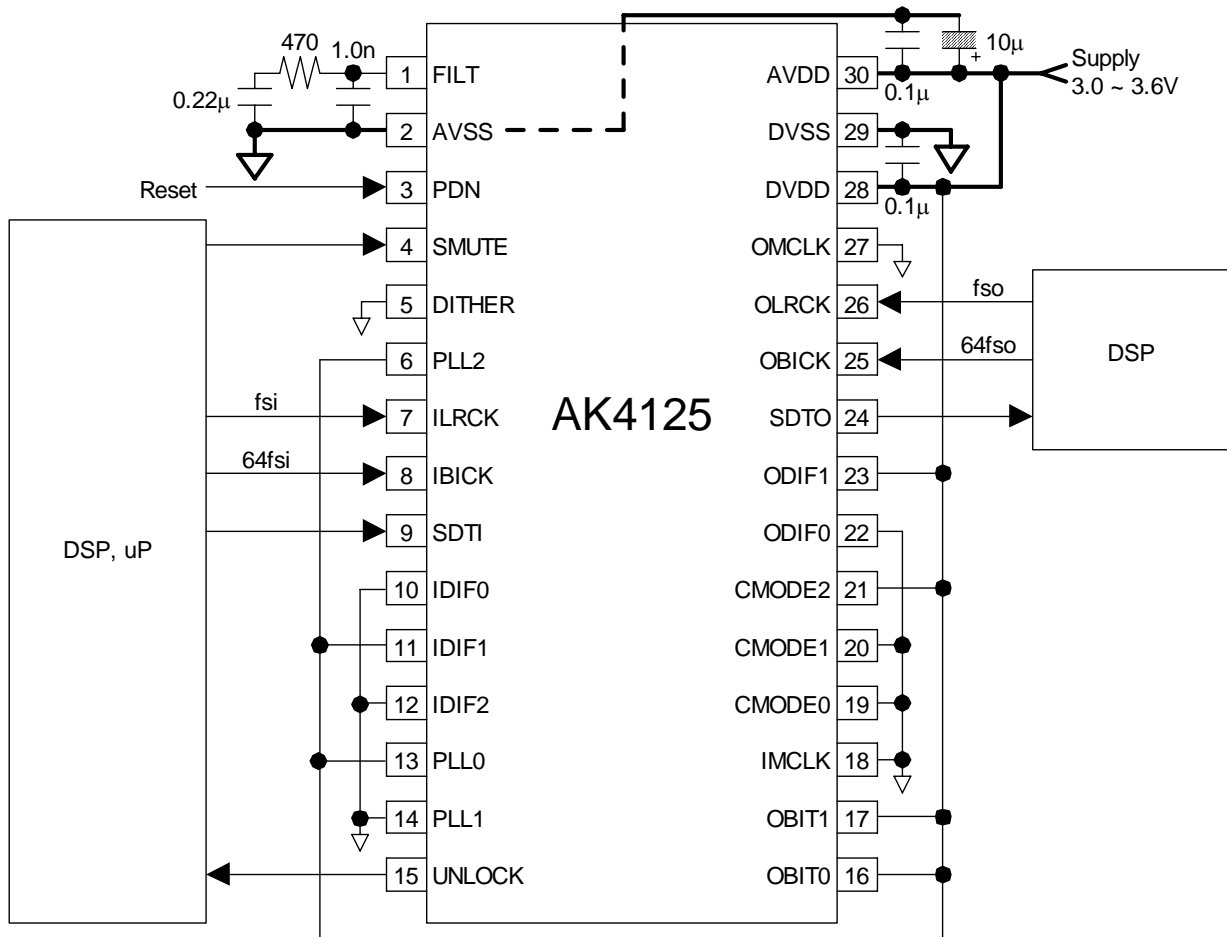 470
1.0n
0.22μ
10μ
+
Supply
3.0 ~ 3.6V
0.1μ
0.1μ
Reset
1 FILT
2 AVSS
3 PDN
4 SMUTE
5 DITHER
6 PLL2
7 ILRCK
8 IBICK
9 SDTI
10 IDIF0
11 IDIF1
12 IDIF2
13 PLL0
14 PLL1
15 UNLOCK
AK4125
AVDD 30
DVSS 29
DVDD 28
OMCLK 27
OLRCK 26
OBICK 25
SDTO 24
ODIF1 23
ODIF0 22
CMODE2 21
CMODE1 20
CMODE0 19
IMCLK 18
OBIT1 17
OBIT0 16
fsi
64fsi
DSP, uP
fso
64fso
DSP